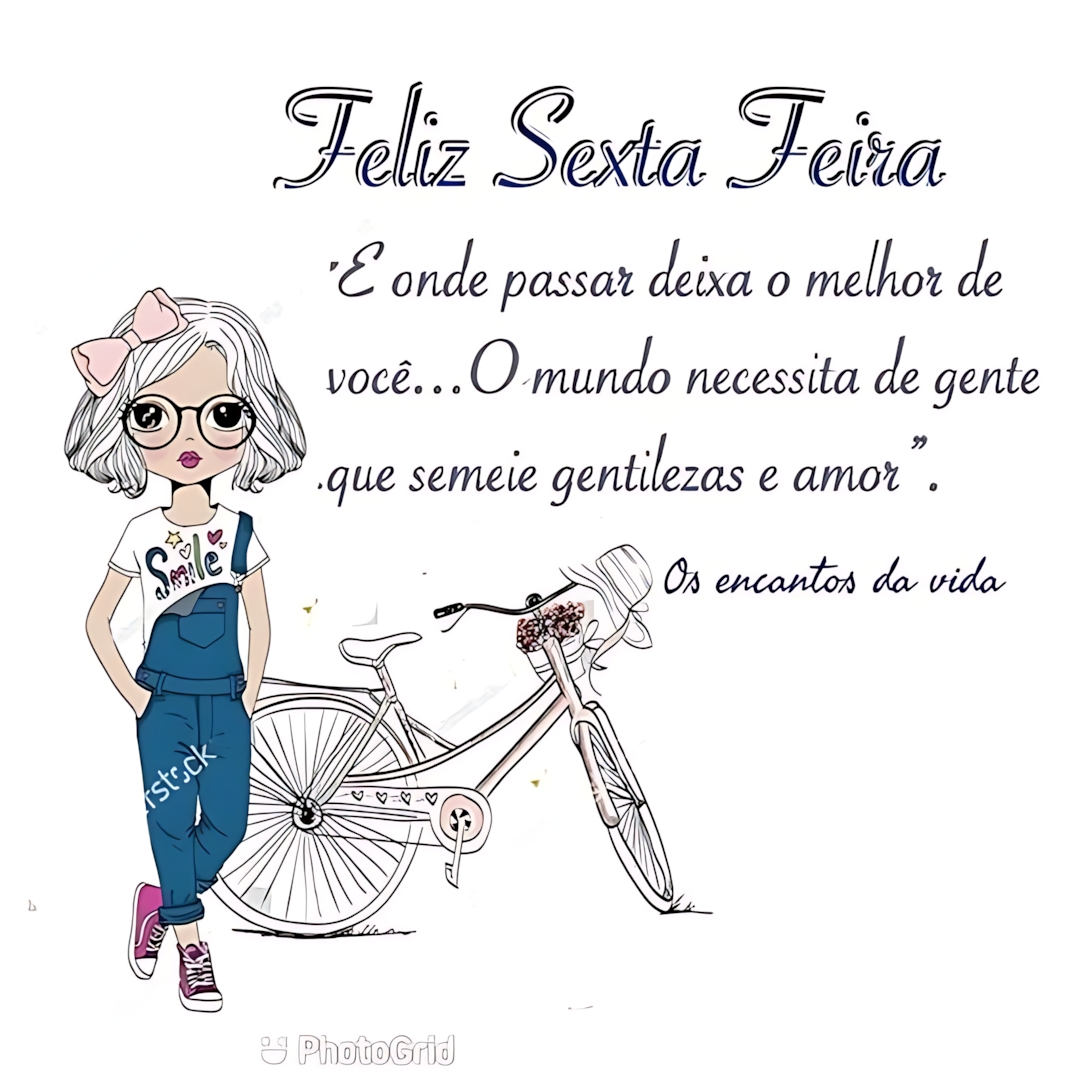 Feliz Sexta Feira
"E onde passar deixa o melhor de
você...O mundo necessita de gente
que semeie gentilezas e amor".
Os encantos da vida
Smile
rstock
PhotoGrid